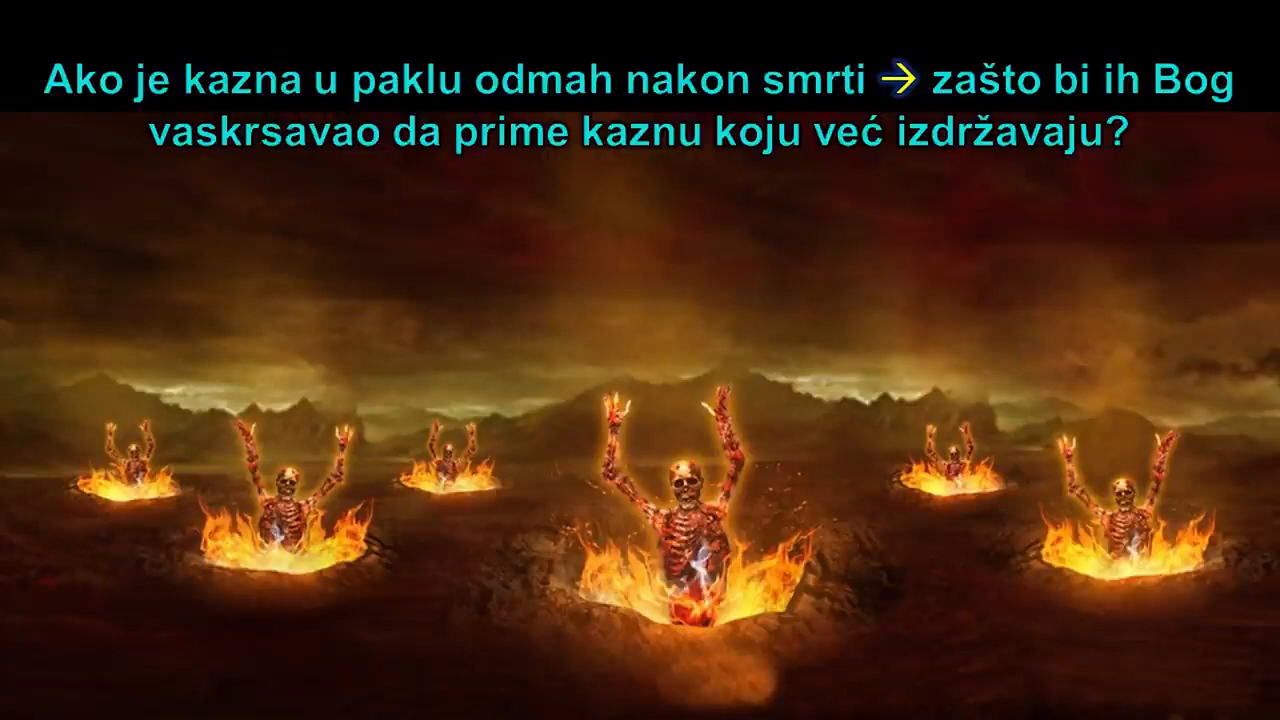 Ako je kazna u paklu odmah nakon smrti → zašto bi ih Bog
vaskrsavao da prime kaznu koju već izdržavaju?